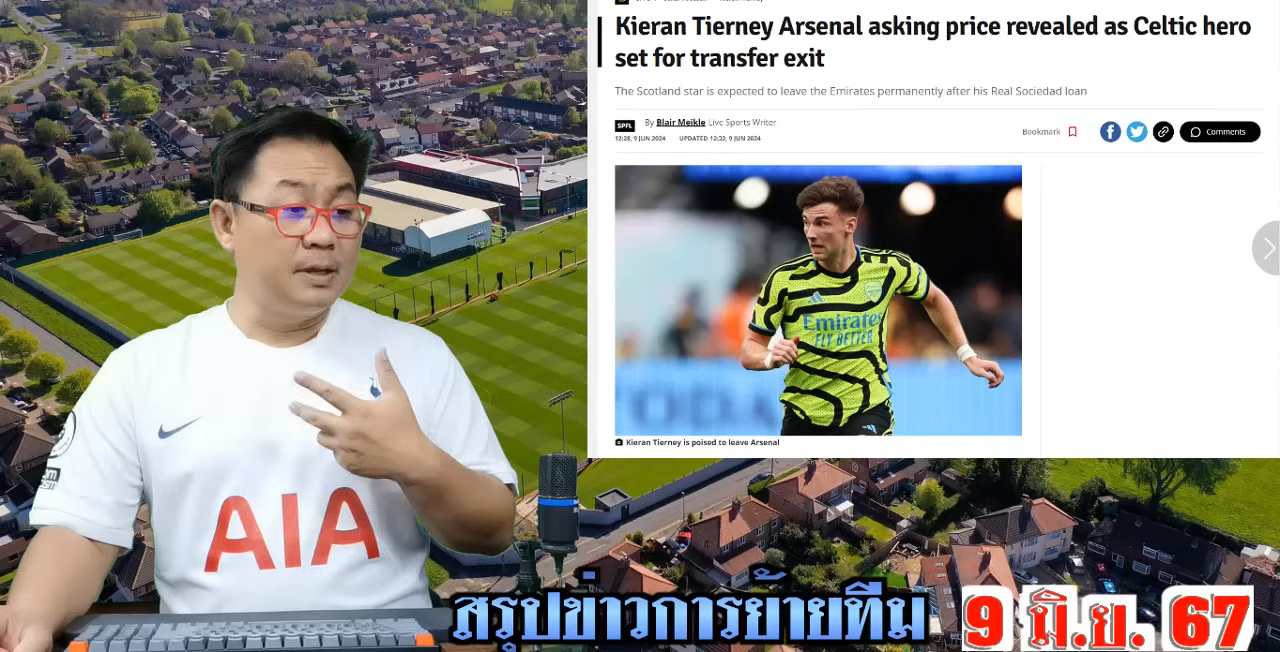 Kieran Tierney Arsenal asking price revealed as Celtic hero
set for transfer exit
The Scotland star is expected to leave the Emirates permanently after his Real Sociedad loan
SPFL By Blair Meikle Live Sports Writer
12:28, 9 JUN 2024 UPDATED 12:32, 9 JUN 2024
Bookmark
Comments
Emirates
FLY BETTER
TODA
Kieran Tierney is poised to leave Arsenal
AIA
สรุปข่าวการย้ายทีม 9 มิ.ย. 67